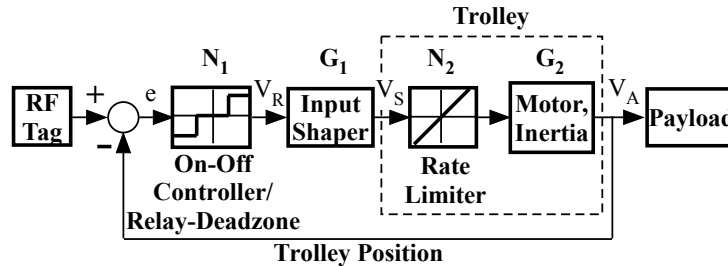 Trolley
N1 G1 N2 G2
RF
Tag
+
−
e
VR
Input
Shaper
VS
Motor,
Inertia
VA
Payload
On-Off
Controller/
Relay-Deadzone
Rate
Limiter
Trolley Position